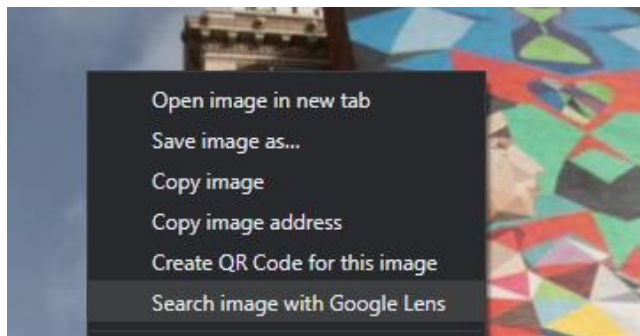 Open image in new tab
Save image as...
Copy image
Copy image address
Create QR Code for this image
Search image with Google Lens